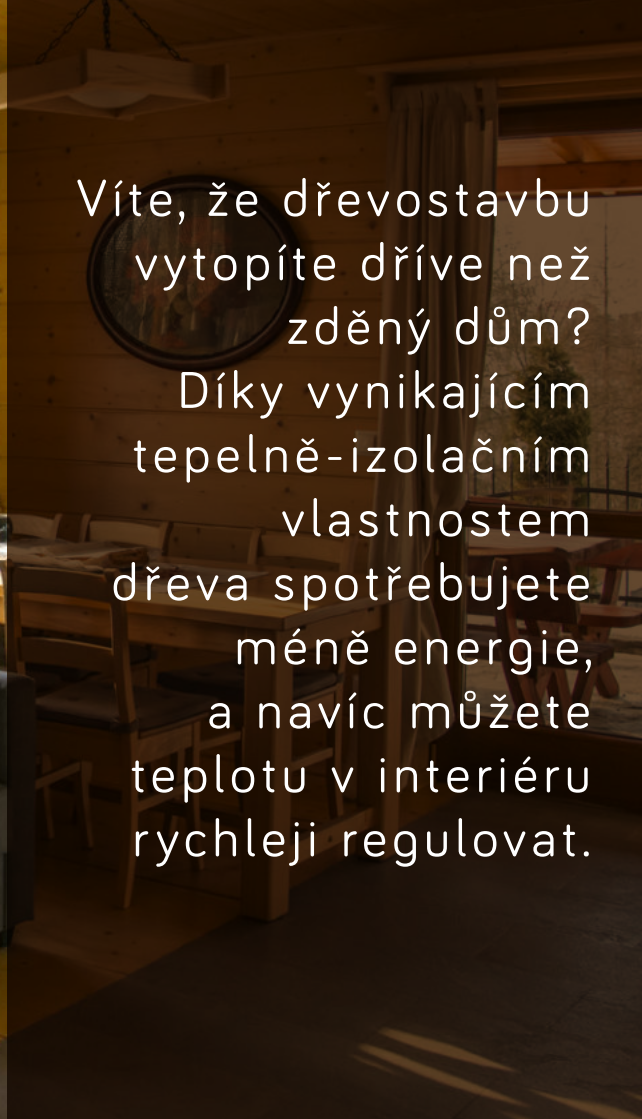 Víte, že dřevostavbu
vytopíte dříve než
zděný dům?
Díky vynikajícím
tepelně-izolačním
vlastnostem
dřeva spotřebujete
méně energie,
a navíc můžete
teplotu v interiéru
rychleji regulovat.